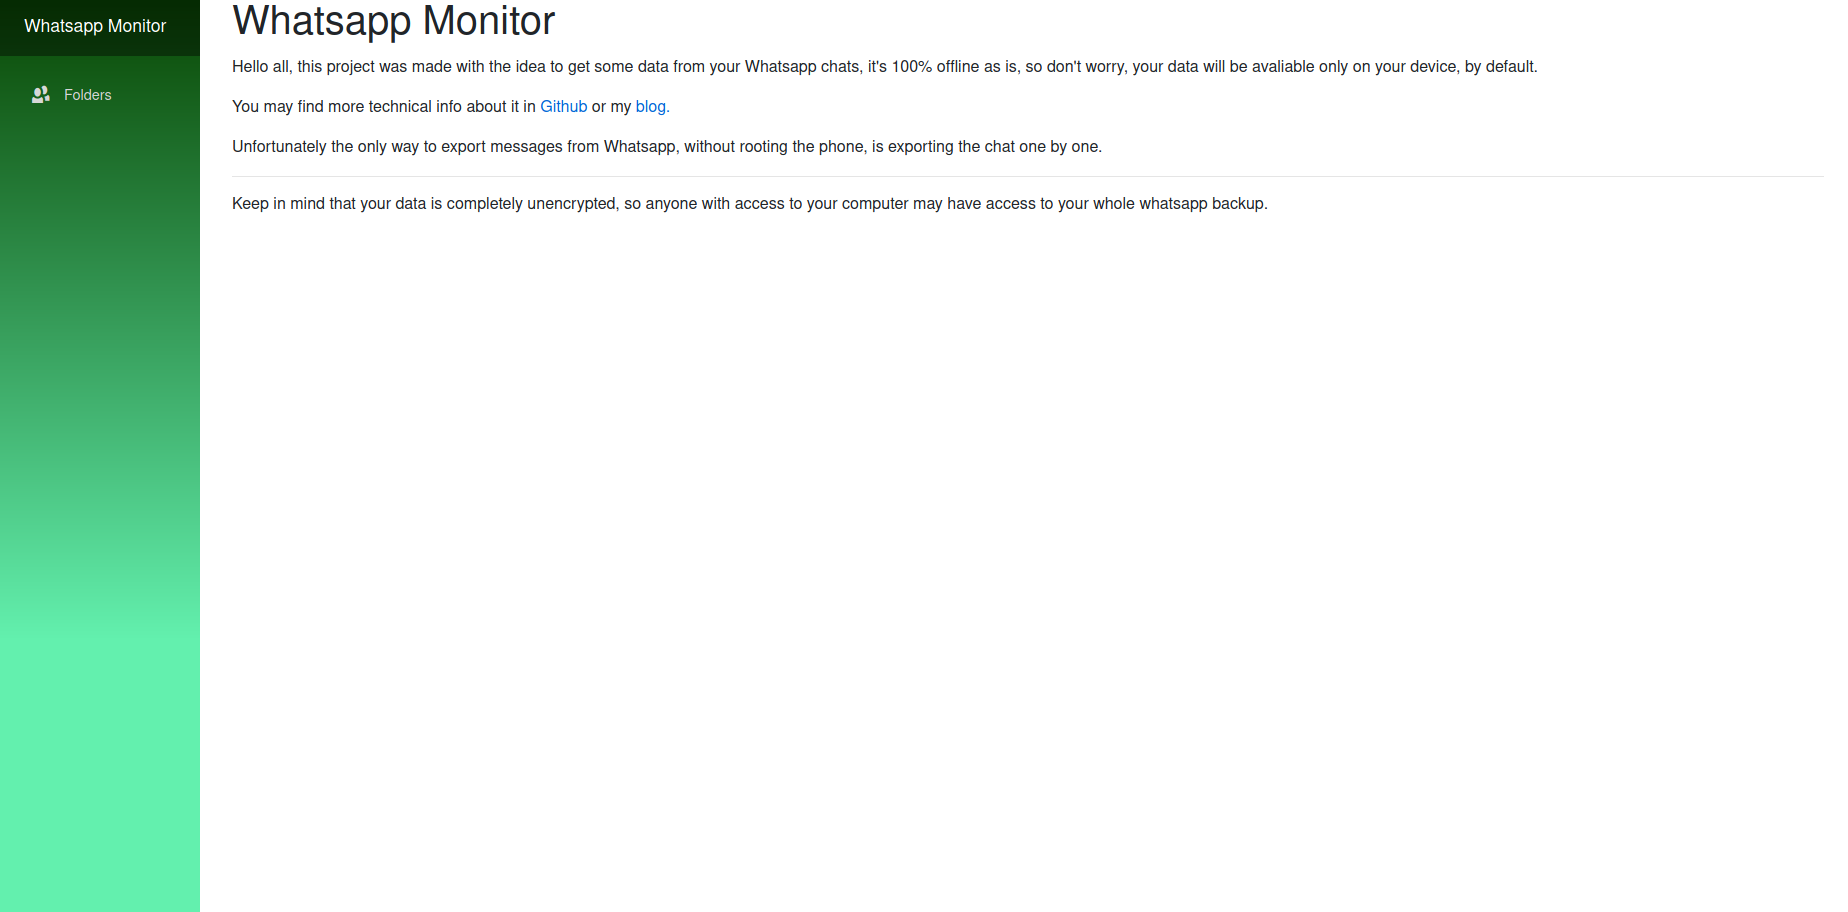 Whatsapp Monitor
Folders
Whatsapp Monitor
Hello all, this project was made with the idea to get some data from your Whatsapp chats, it's 100% offline as is, so don't worry, your data will be avaliable only on your device, by default.
You may find more technical info about it in Github or my blog.
Unfortunately the only way to export messages from Whatsapp, without rooting the phone, is exporting the chat one by one.
Keep in mind that your data is completely unencrypted, so anyone with access to your computer may have access to your whole whatsapp backup.